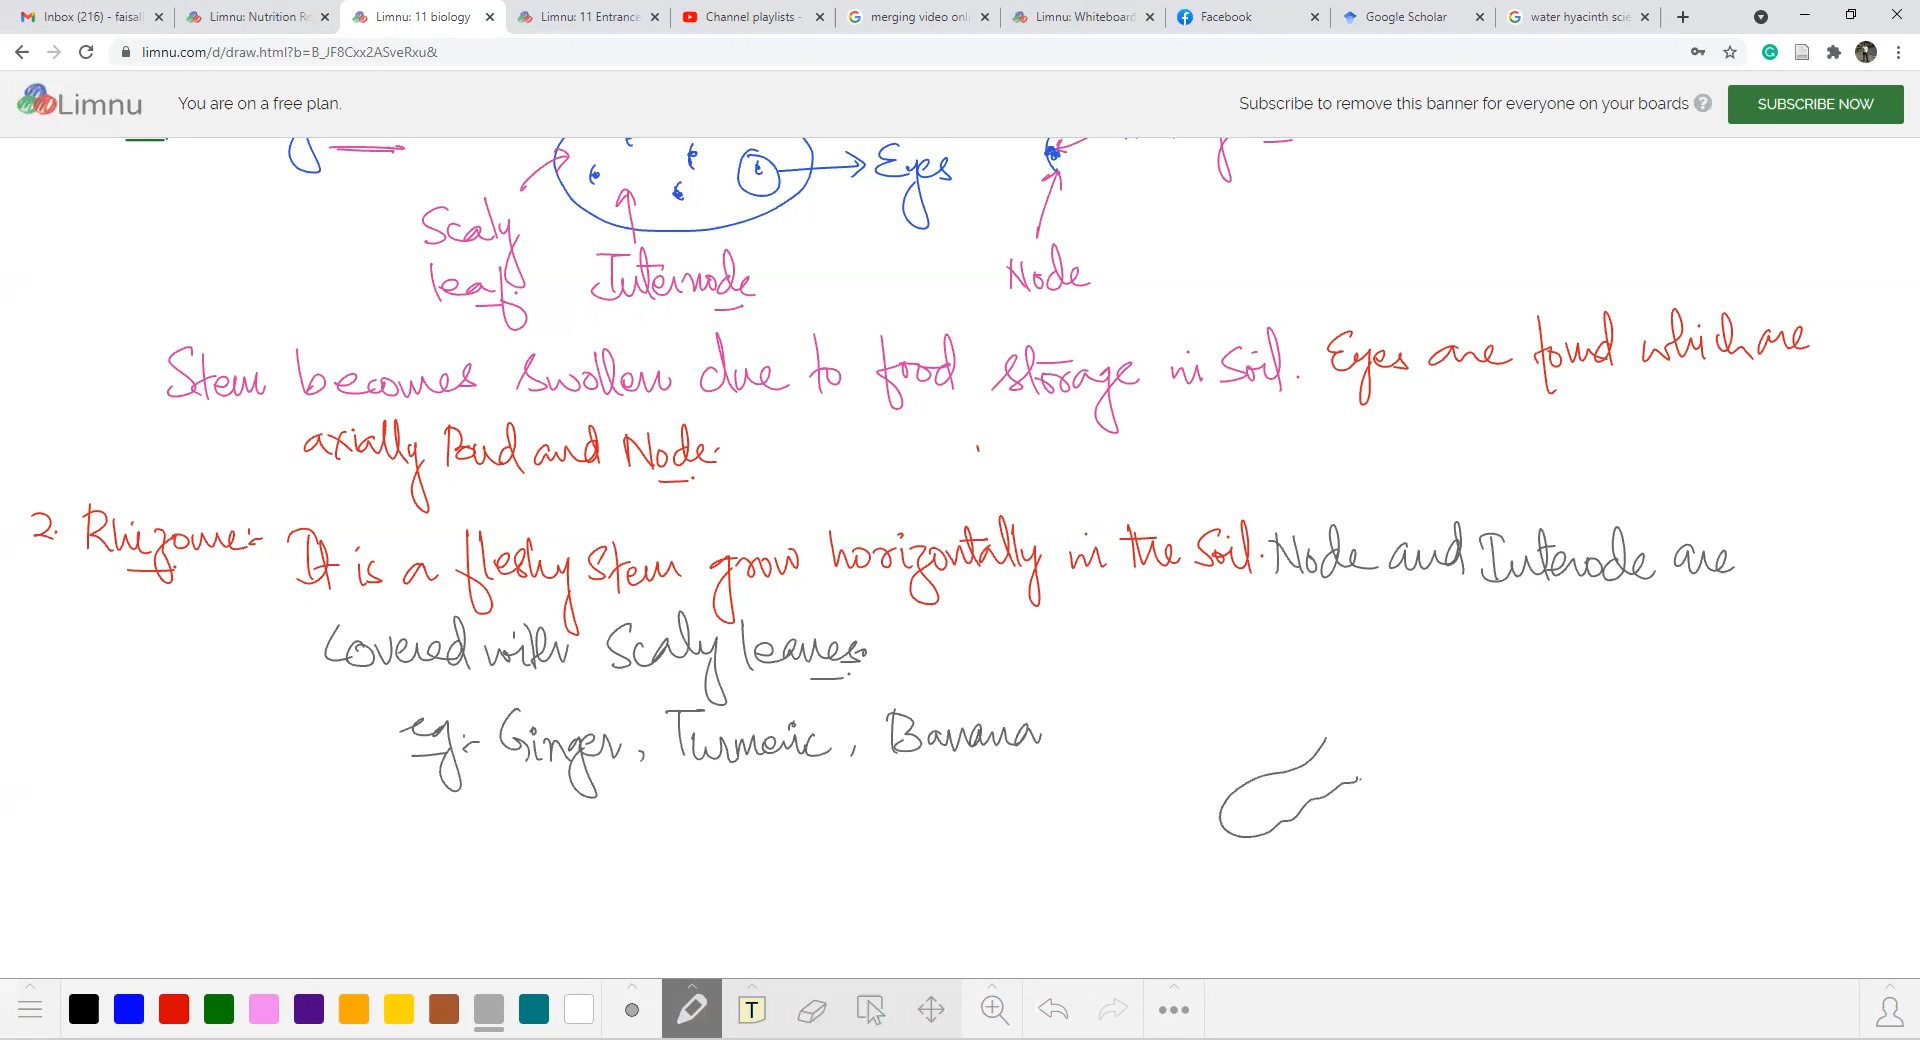 Inbox (216) - faisal
Limnu: Nutrition Re
Limnu: 11 biology
Limnu: 11 Entrance
Channel playlists -
merging video onl
Limnu: Whiteboard
Facebook
Google Scholar
water hyacinth scie
limnu.com/d/draw.html?b=B_JF8Cxx2ASveRxu&
Limnu You are on a free plan. Subscribe to remove this banner for everyone on your boards ? SUBSCRIBE NOW
Eyes
Scaly
leaf.
Internode
Node
Stem becomes swollen due to food storage in soil. Eyes are found which are
axially Bud and Node.
2. Rhizome:- It is a fleshy stem grow horizontally in the soil. Node and Interode are
covered with Scaly leaves.
eg:- Ginger, Turmeric, Banana
T